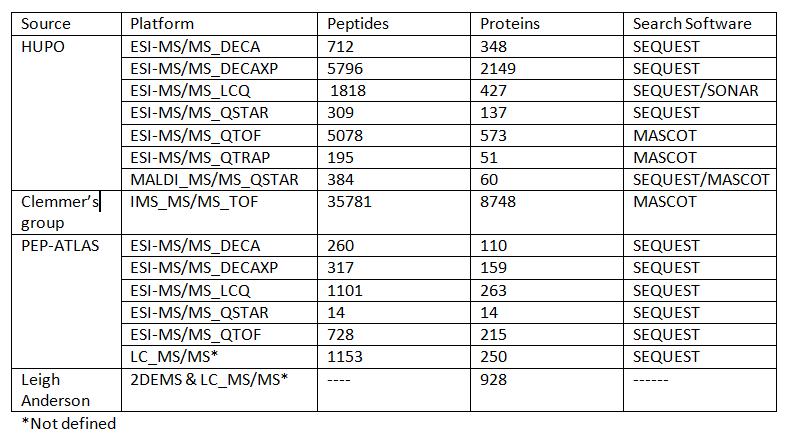 Source Platform Peptides Proteins Search Software
HUPO ESI-MS/MS_DECA 712 348 SEQUEST
ESI-MS/MS_DECAXP 5796 2149 SEQUEST
ESI-MS/MS_LCQ 1818 427 SEQUEST/SONAR
ESI-MS/MS_QSTAR 309 137 SEQUEST
ESI-MS/MS_QTOF 5078 573 MASCOT
ESI-MS/MS_QTRAP 195 51 MASCOT
MALDI_MS/MS_QSTAR 384 60 SEQUEST/MASCOT
Clemmer's IMS_MS/MS_TOF 35781 8748 MASCOT
group
PEP-ATLAS ESI-MS/MS_DECA 260 110 SEQUEST
ESI-MS/MS_DECAXP 317 159 SEQUEST
ESI-MS/MS_LCQ 1101 263 SEQUEST
ESI-MS/MS_QSTAR 14 14 SEQUEST
ESI-MS/MS_QTOF 728 215 SEQUEST
LC_MS/MS* 1153 250 SEQUEST
Leigh 2DEMS & LC_MS/MS* ---- 928 ------
Anderson
*Not defined